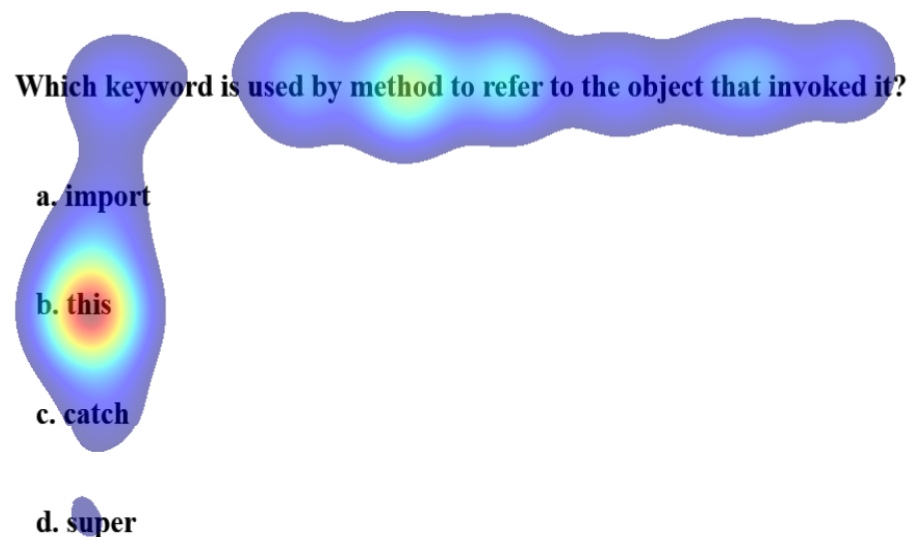 Which keyword is used by method to refer to the object that invoked it?
a. import
b. this
c. catch
d. super